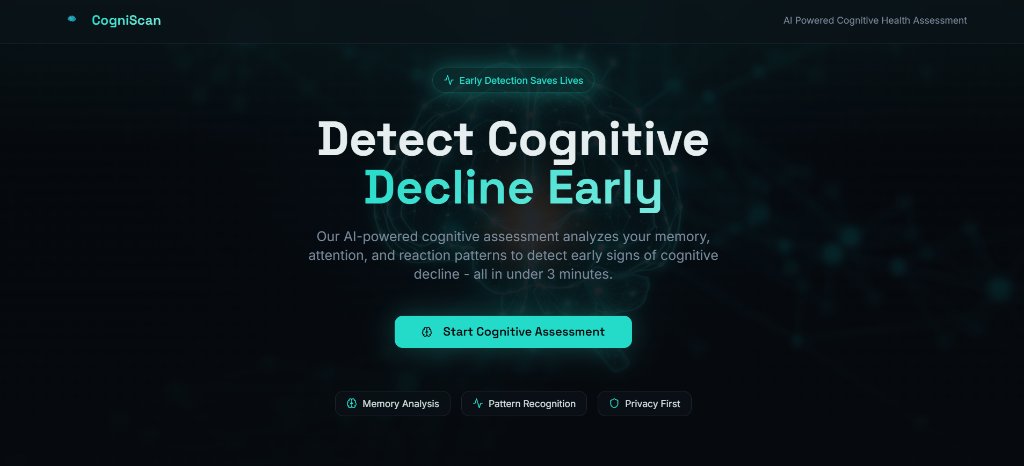 CogniScan
AI Powered Cognitive Health Assessment
Early Detection Saves Lives
Detect Cognitive
Decline Early
Our AI-powered cognitive assessment analyzes your memory,
attention, and reaction patterns to detect early signs of cognitive
decline - all in under 3 minutes.
Start Cognitive Assessment
Memory Analysis
Pattern Recognition
Privacy First